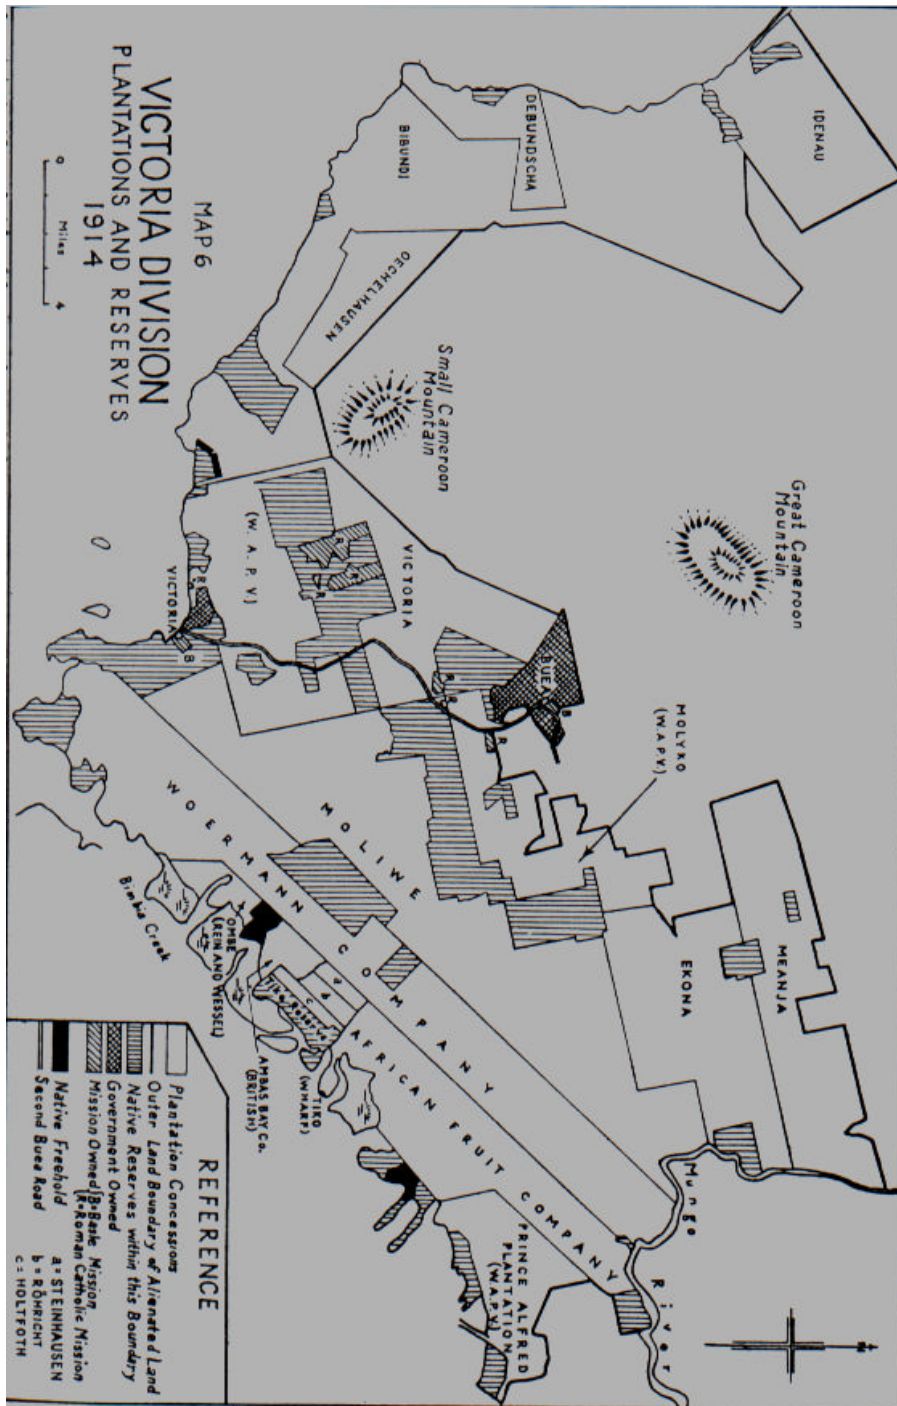 MAP 6
VICTORIA DIVISION
PLANTATIONS AND RESERVES
1914
0 Miles 4
IDENAU
DEBUNDSCHA
BIBUNDI
OECHELHAUSEN
Small Cameroon
Mountain
Great Cameroon
Mountain
VICTORIA
(W. A. P. V)
R
R
R
R
VICTORIA
B
BUEA
B
R
R
R
MOLYKO
(W.A.P.V.)
MOLIWE
WOERMANN COMPANY
MEANJA
EKONA
Bimbia Creek
OMBE
(REIN AND WESSEL)
Tiko Reserve
a
b
c
AMBAS BAY Co.
(BRITISH)
TIKO
(WHARF)
AFRICAN FRUIT COMPANY
Mungo River
PRINCE ALFRED
PLANTATION
(W.A.P.V)
N
REFERENCE
Plantation Concessions
Outer Land Boundary of Alienated Land
Native Reserves within this Boundary
Government Owned
Mission Owned {B=Basle Mission
{R=Roman Catholic Mission
Native Freehold a = STEINHAUSEN
Second Buea Road b = RÖHRICHT
c = HOLTFOTH